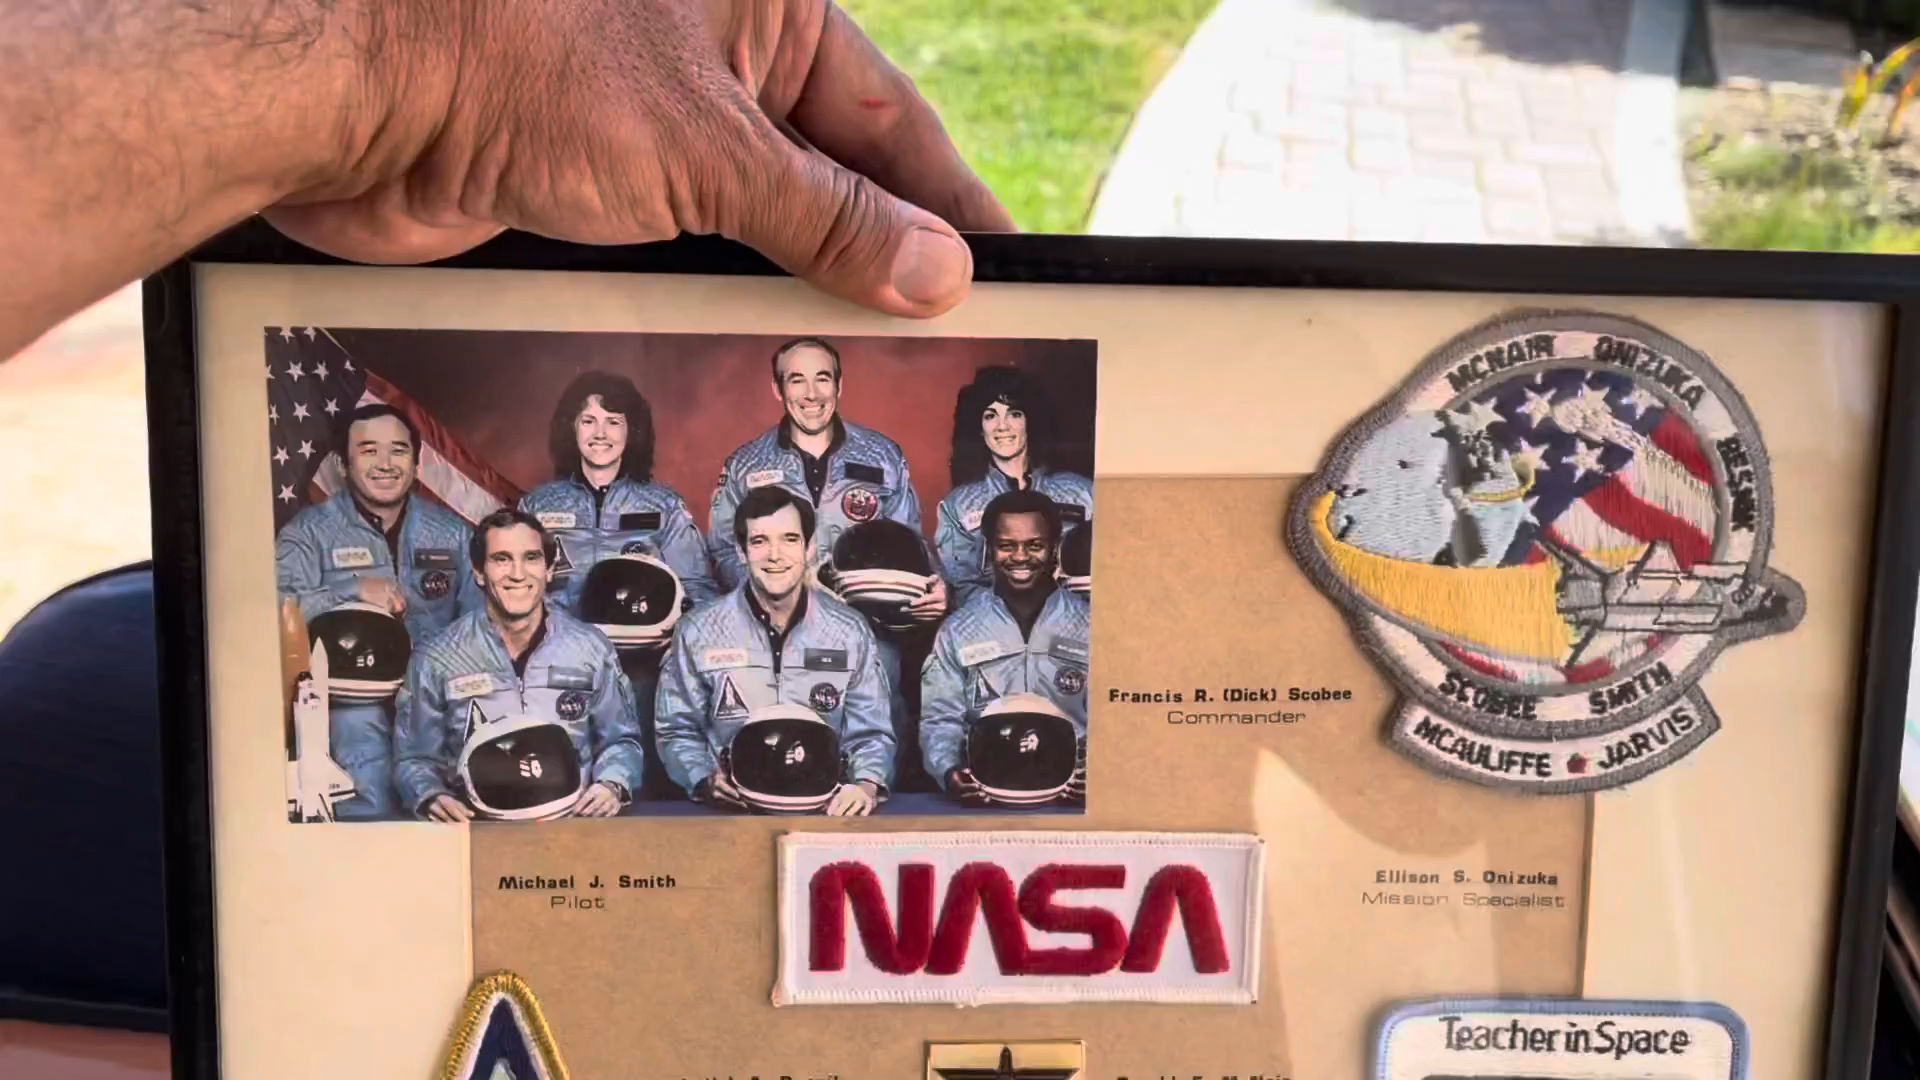 MCNAIR ONIZUKA RESNIK
SCOBEE SMITH
MCAULIFFE JARVIS
Francis R. (Dick) Scobee
Commander
Michael J. Smith
Pilot
NASA
Ellison S. Onizuka
Mission Specialist
Teacher in Space